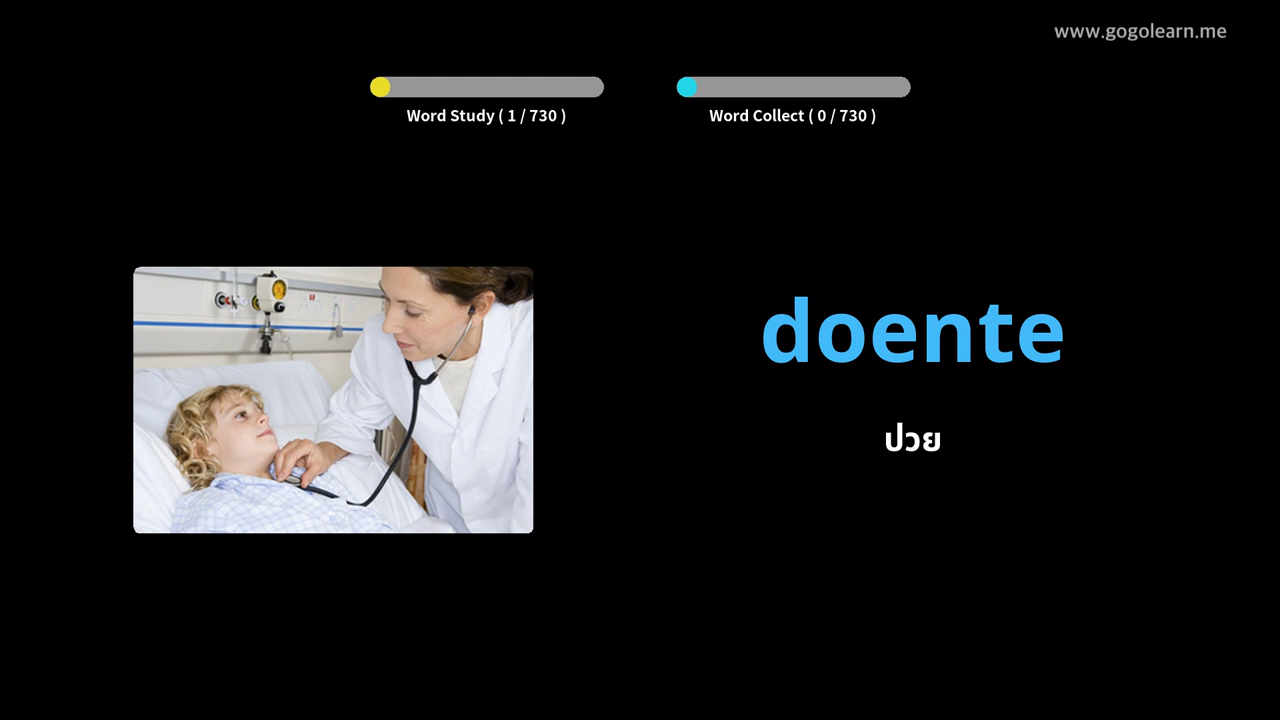 www.gogolearn.me
Word Study ( 1 / 730 )
Word Collect ( 0 / 730 )
doente
ปวย